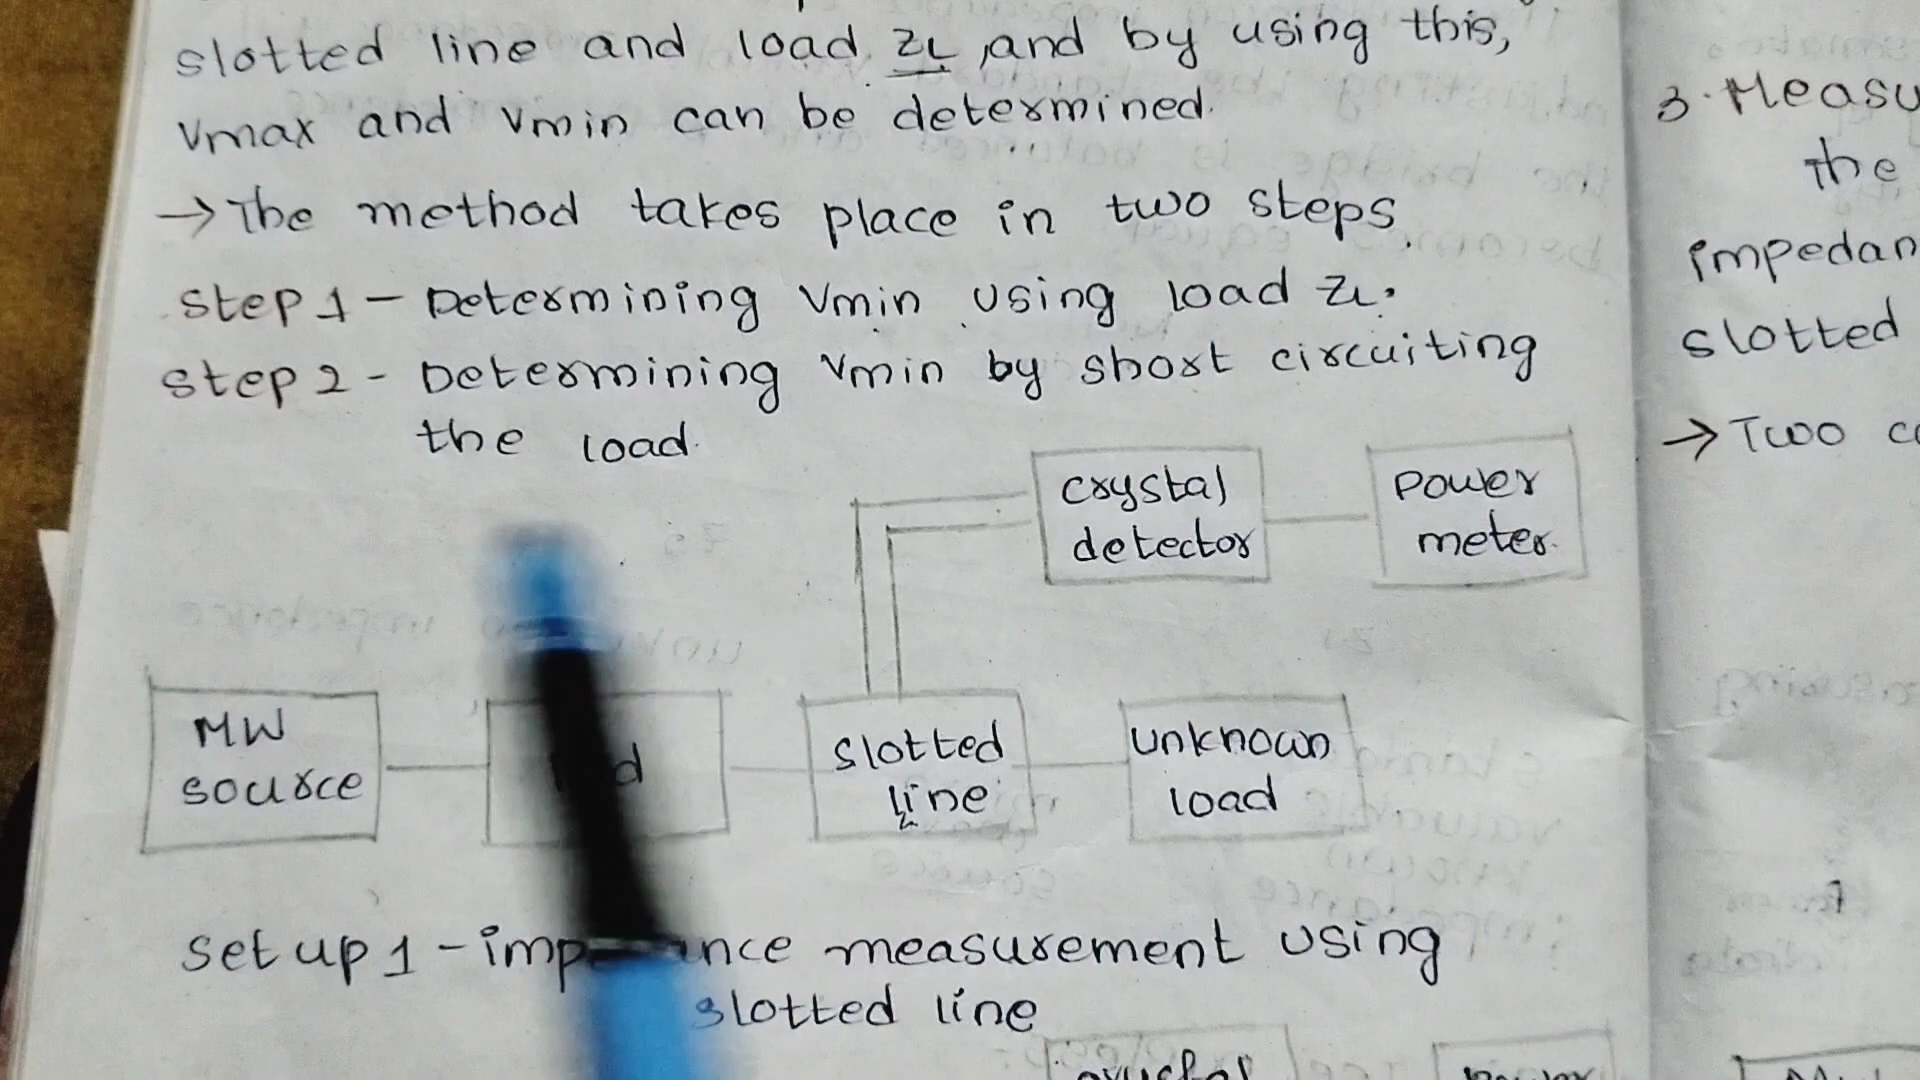 slotted line and load ZL, and by using this,
Vmax and Vmin can be determined.
→ The method takes place in two steps.
step 1 - Determining Vmin using load ZL.
step 2 - Determining Vmin by short circuiting
the load.
crystal
detector
power
meter.
MW
source
slotted
line
unknown
load
set up 1 - measurement using
slotted line
3. Measu
the
impedan
slotted
→ Two